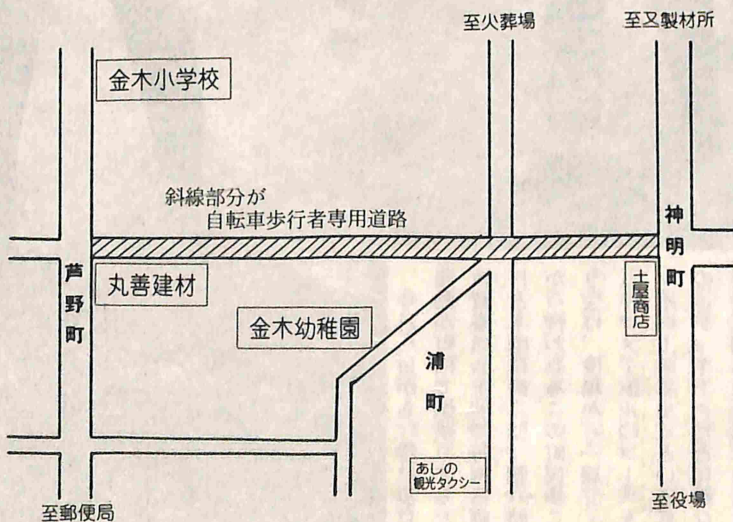 至火葬場
至又製材所
金木小学校
斜線部分が
自転車歩行者専用道路
神明町
芦野町
丸善建材
土屋商店
金木幼稚園
浦町
あしの
観光タクシー
至郵便局
至役場